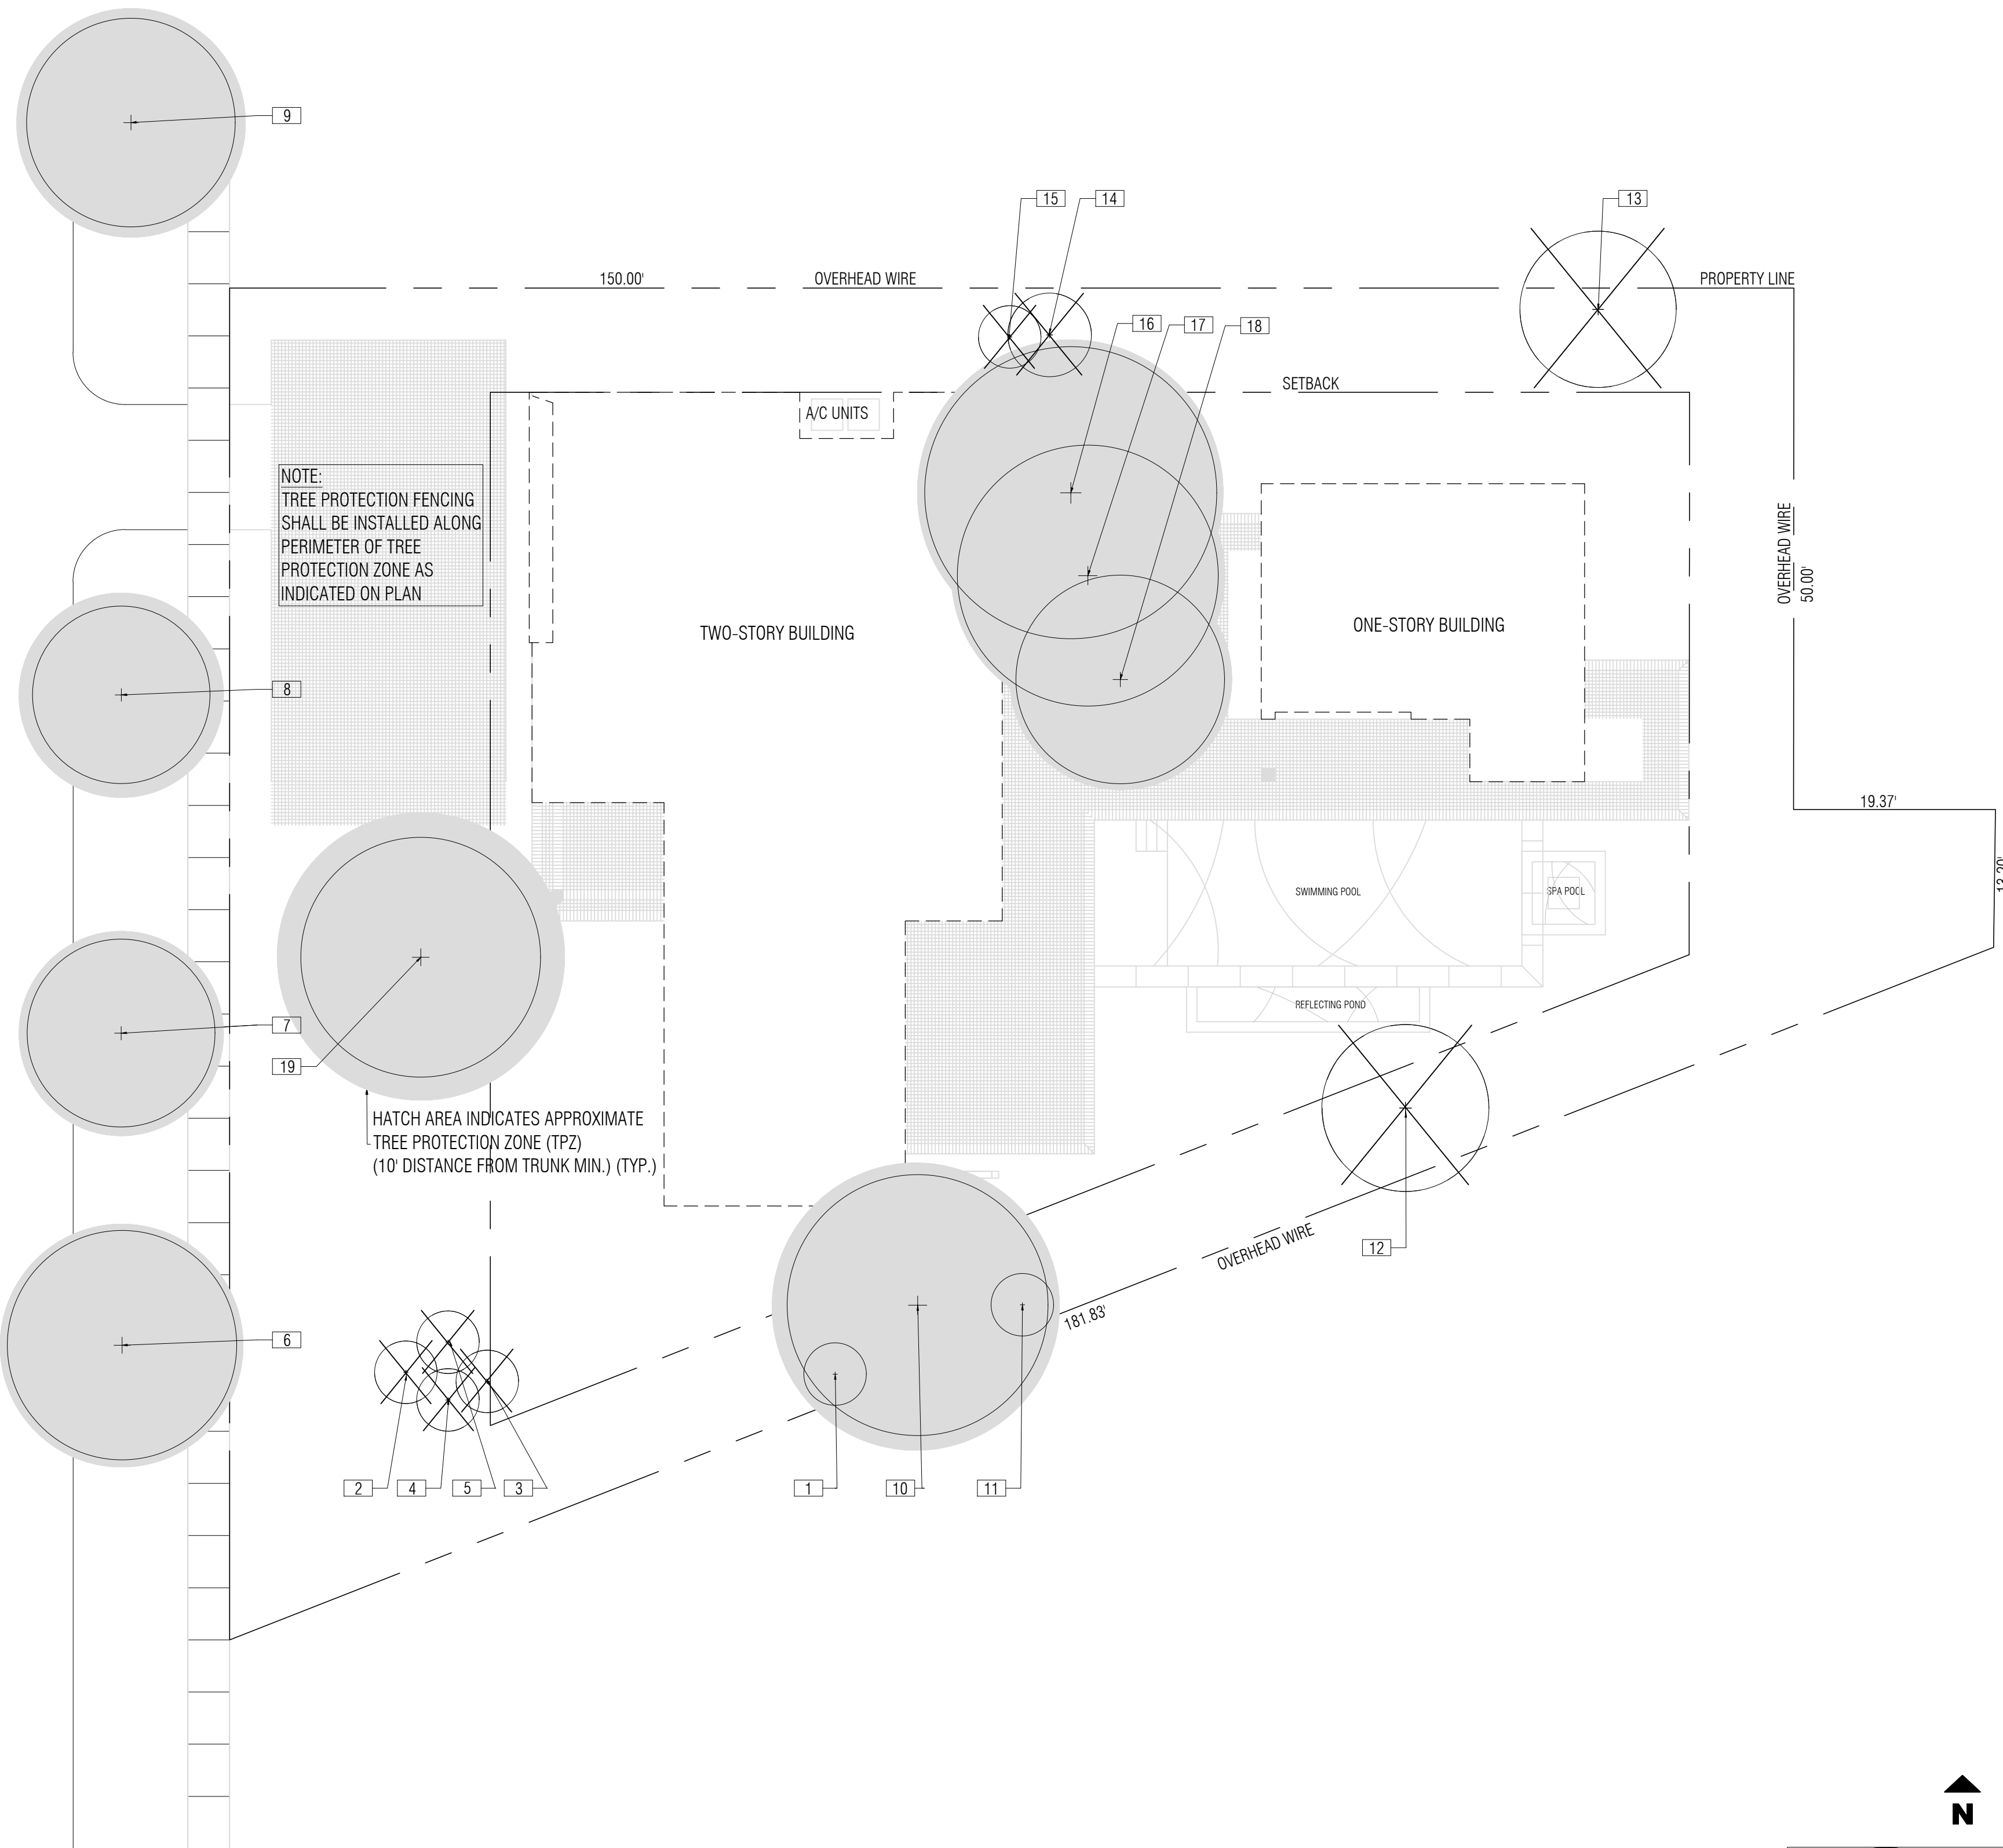 9
15
14
13
150.00'
OVERHEAD WIRE
PROPERTY LINE
16
17
18
SETBACK
A/C UNITS
NOTE:
TREE PROTECTION FENCING
SHALL BE INSTALLED ALONG
PERIMETER OF TREE
PROTECTION ZONE AS
INDICATED ON PLAN
OVERHEAD WIRE
50.00'
TWO-STORY BUILDING
ONE-STORY BUILDING
8
19.37'
SWIMMING POOL
SPA POOL
REFLECTING POND
7
19
HATCH AREA INDICATES APPROXIMATE
TREE PROTECTION ZONE (TPZ)
(10' DISTANCE FROM TRUNK MIN.) (TYP.)
OVERHEAD WIRE
12
181.83'
6
2
4
5
3
1
10
11
N